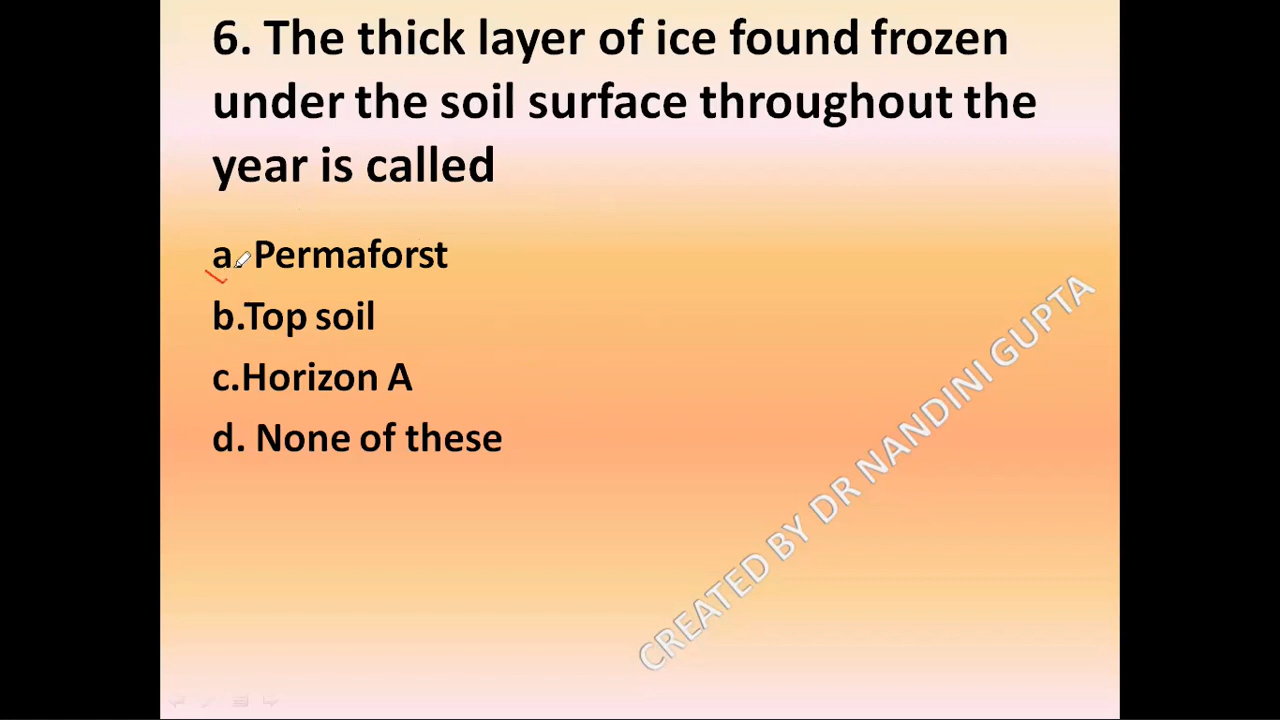 6. The thick layer of ice found frozen
under the soil surface throughout the
year is called
a. Permaforst
b.Top soil
c.Horizon A
d. None of these
CREATED BY DR NANDINI GUPTA